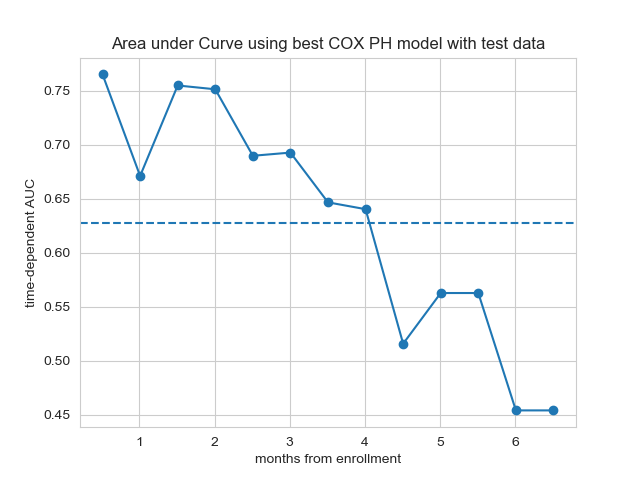 Area under Curve using best COX PH model with test data
time-dependent AUC
0.75
0.70
0.65
0.60
0.55
0.50
0.45
1 2 3 4 5 6
months from enrollment